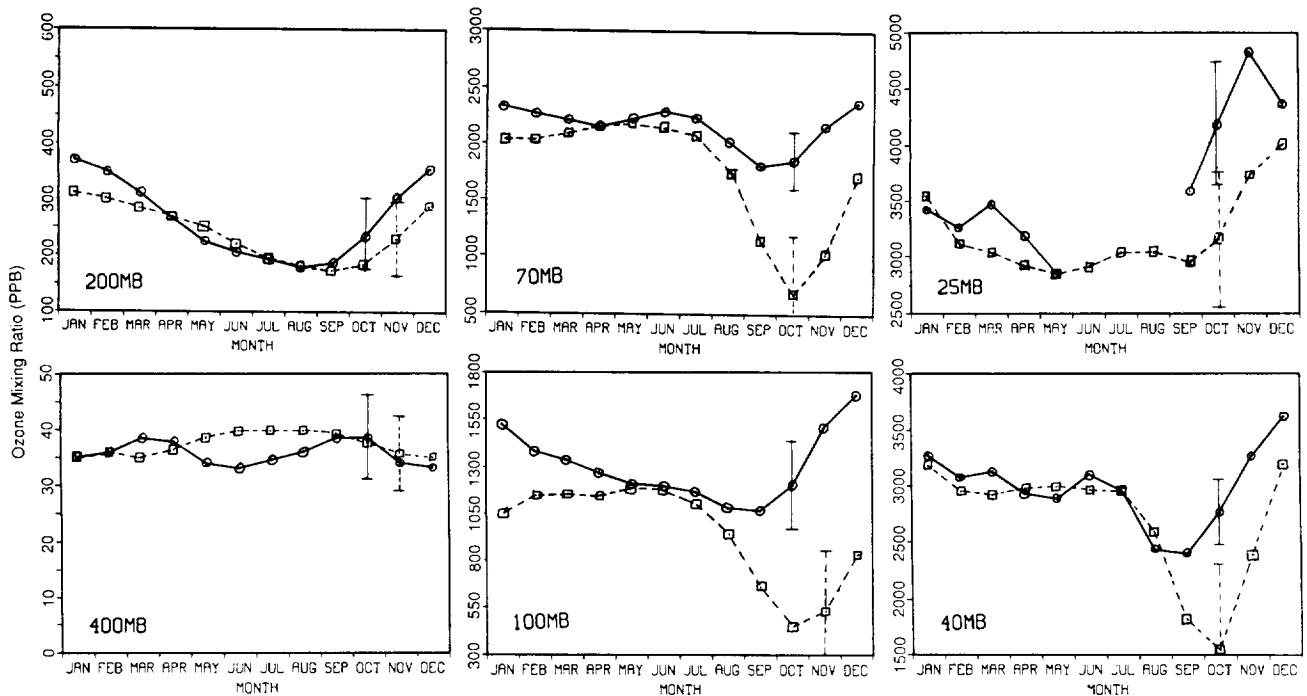 Ozone Mixing Ratio (PPB)
600
500
400
300
200
100
200MB
JAN FEB MAR APR MAY JUN JUL AUG SEP OCT NOV DEC
MONTH
3000
2500
2000
1500
1000
500
70MB
JAN FEB MAR APR MAY JUN JUL AUG SEP OCT NOV DEC
MONTH
5000
4500
4000
3500
3000
2500
25MB
JAN FEB MAR APR MAY JUN JUL AUG SEP OCT NOV DEC
MONTH
50
40
30
20
10
0
400MB
JAN FEB MAR APR MAY JUN JUL AUG SEP OCT NOV DEC
MONTH
1800
1550
1300
1050
800
550
300
100MB
JAN FEB MAR APR MAY JUN JUL AUG SEP OCT NOV DEC
MONTH
4000
3500
3000
2500
2000
1500
40MB
JAN FEB MAR APR MAY JUN JUL AUG SEP OCT NOV DEC
MONTH